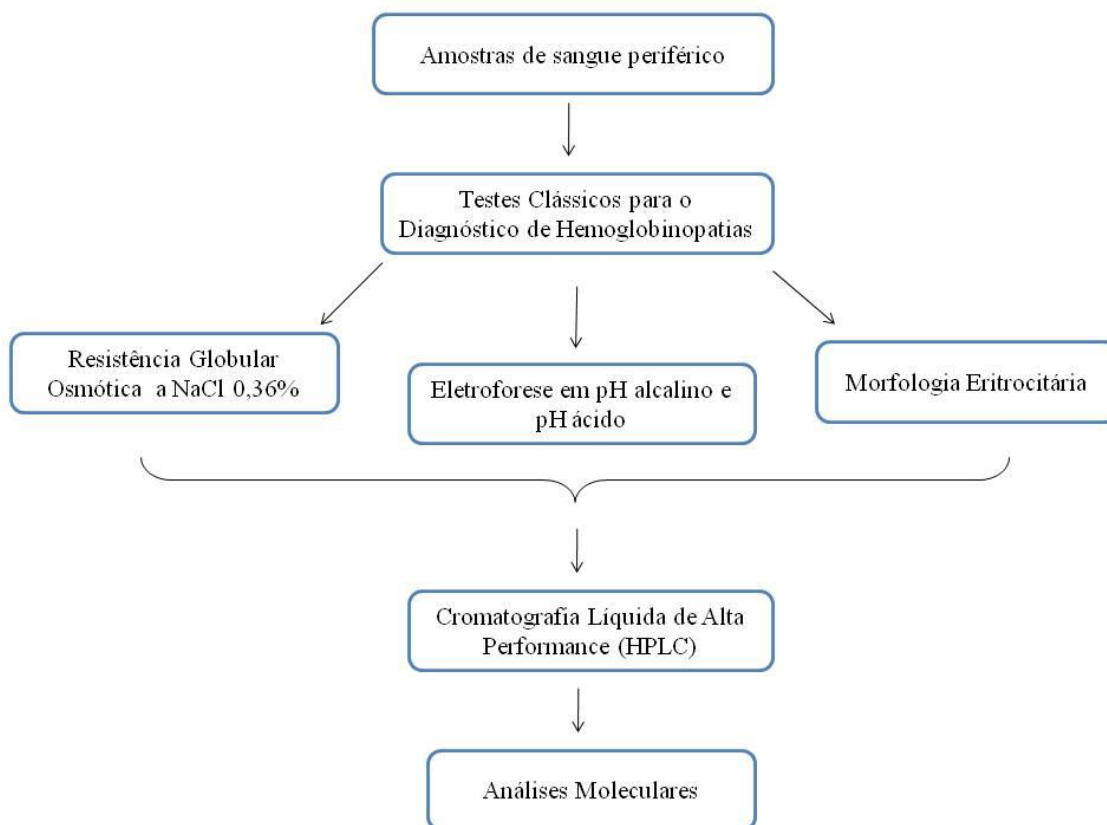 Amostras de sangue periférico
Testes Clássicos para o
Diagnóstico de Hemoglobinopatias
Resistência Globular
Osmótica a NaCl 0,36%
Eletroforese em pH alcalino e
pH ácido
Morfologia Eritrocitária
Cromatografia Líquida de Alta
Performance (HPLC)
Análises Moleculares